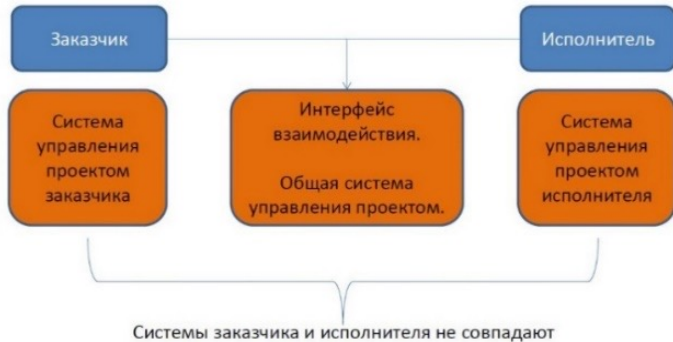 Заказчик
Исполнитель
Система
управления
проектом
заказчика
Интерфейс
взаимодействия.
Общая система
управления проектом.
Система
управления
проектом
исполнителя
Системы заказчика и исполнителя не совпадают